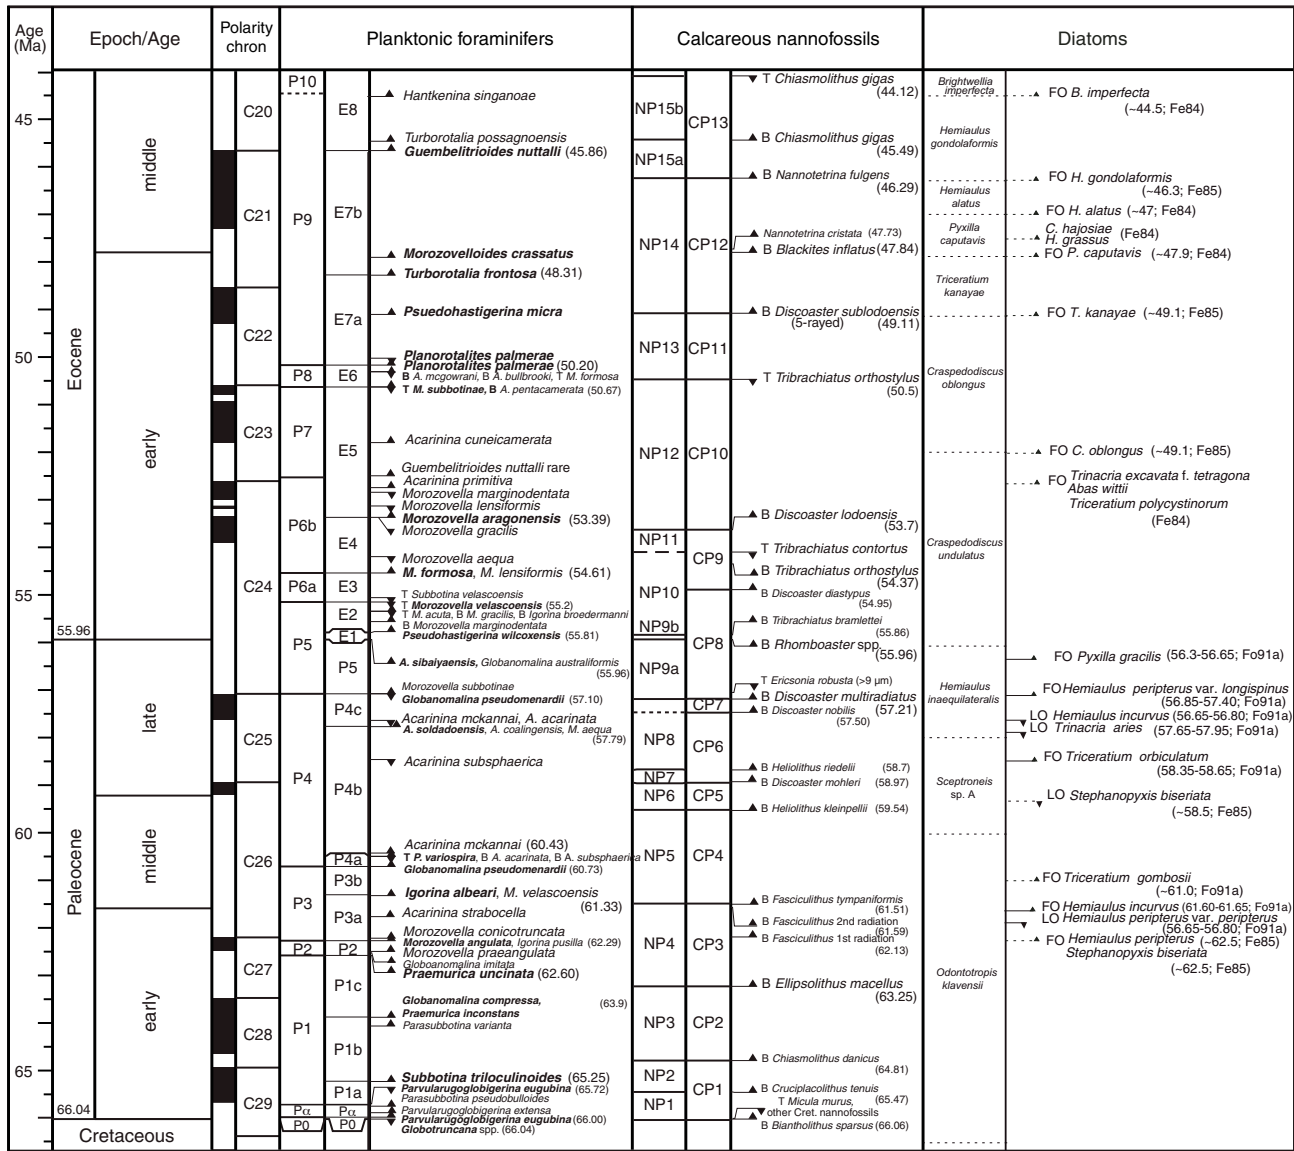 Age
(Ma)
Epoch/Age
Polarity
chron
Planktonic foraminifers
Calcareous nannofossils
Diatoms
45
50
55
60
65
Eocene
Paleocene
middle
early
late
middle
early
55.96
66.04
Cretaceous
C20
C21
C22
C23
C24
C25
C26
C27
C28
C29
P10
P9
P8
P7
P6b
P6a
P5
P4
P3
P2
P1
Pα
P0
E8
E7b
E7a
E6
E5
E4
E3
E2
E1
P5
P4c
P4b
P4a
P3b
P3a
P2
P1c
P1b
P1a
Pα
P0
Hantkenina singanoae
Turborotalia possagnoensis
Guembelitrioides nuttalli (45.86)
Morozovelloides crassatus
Turborotalia frontosa (48.31)
Psuedohastigerina micra
Planorotalites palmerae
Planorotalites palmerae (50.20)
B A. mcgowrani, B A. bullbrooki, T M. formosa
T M. subbotinae, B A. pentacamerata (50.67)
Acarinina cuneicamerata
Guembelitrioides nuttalli rare
Acarinina primitiva
Morozovella marginodentata
Morozovella lensiformis
Morozovella aragonensis (53.39)
Morozovella gracilis
Morozovella aequa
M. formosa, M. lensiformis (54.61)
T Subbotina velascoensis
T Morozovella velascoensis (55.2)
T M. acuta, B M. gracilis, B Igorina broedermanni
B Morozovella marginodentata
Pseudohastigerina wilcoxensis (55.81)
A. sibaiyaensis, Globanomalina australiformis
(55.96)
Morozovella subbotinae
Globanomalina pseudomenardii (57.10)
Acarinina mckannai, A. acarinata
A. soldadoensis, A. coalingensis, M. aequa
(57.79)
Acarinina subsphaerica
Acarinina mckannai (60.43)
T P. variospira, B A. acarinata, B A. subsphaerica
Globanomalina pseudomenardii (60.73)
Igorina albeari, M. velascoensis
(61.33)
Acarinina strabocella
Morozovella conicotruncata
Morozovella angulata, Igorina pusilla (62.29)
Morozovella praeangulata
Globoanomalina imitata
Praemurica uncinata (62.60)
Globanomalina compressa, (63.9)
Praemurica inconstans
Parasubbotina varianta
Subbotina triloculinoides (65.25)
Parvularugoglobigerina eugubina (65.72)
Parasubbotina pseudobulloides
Parvularugoglobigerina extensa
Parvularugoglobigerina eugubina (66.00)
Globotruncana spp. (66.04)
NP15b
NP15a
NP14
NP13
NP12
NP11
NP10
NP9b
NP9a
NP8
NP7
NP6
NP5
NP4
NP3
NP2
NP1
CP13
CP12
CP11
CP10
CP9
CP8
CP7
CP6
CP5
CP4
CP3
CP2
CP1
T Chiasmolithus gigas
(44.12)
B Chiasmolithus gigas
(45.49)
B Nannotetrina fulgens
(46.29)
Nannotetrina cristata (47.73)
B Blackites inflatus (47.84)
B Discoaster sublodoensis
(5-rayed) (49.11)
T Tribrachiatus orthostylus
(50.5)
B Discoaster lodoensis
(53.7)
T Tribrachiatus contortus
B Tribrachiatus orthostylus
(54.37)
B Discoaster diastypus
(54.95)
B Tribrachiatus bramlettei
(55.86)
B Rhomboaster spp.
(55.96)
T Ericsonia robusta (>9 µm)
B Discoaster multiradiatus
B Discoaster nobilis (57.21)
(57.50)
B Heliolithus riedelii (58.7)
B Discoaster mohleri (58.97)
B Heliolithus kleinpellii (59.54)
B Fasciculithus tympaniformis
(61.51)
B Fasciculithus 2nd radiation
(61.59)
B Fasciculithus 1st radiation
(62.13)
B Ellipsolithus macellus
(63.25)
B Chiasmolithus danicus
(64.81)
B Cruciplacolithus tenuis
T Micula murus, (65.47)
other Cret. nannofossils
B Biantholithus sparsus (66.06)
Brightwellia
imperfecta
Hemiaulus
gondolaformis
Hemiaulus
alatus
Pyxilla
caputavis
Triceratium
kanayae
Craspedodiscus
oblongus
Craspedodiscus
undulatus
Hemiaulus
inaequilateralis
Sceptroneis
sp. A
Odontotropis
klavensii
FO B. imperfecta
(~44.5; Fe84)
FO H. gondolaformis
(~46.3; Fe85)
FO H. alatus (~47; Fe84)
C. hajosiae (Fe84)
H. grassus
FO P. caputavis (~47.9; Fe84)
FO T. kanayae (~49.1; Fe85)
FO C. oblongus (~49.1; Fe85)
FO Trinacria excavata f. tetragona
Abas wittii
Triceratium polycystinorum
(Fe84)
FO Pyxilla gracilis (56.3-56.65; Fo91a)
FO Hemiaulus peripterus var. longispinus
(56.85-57.40; Fo91a)
LO Hemiaulus incurvus (56.65-56.80; Fo91a)
LO Trinacria aries (57.65-57.95; Fo91a)
FO Triceratium orbiculatum
(58.35-58.65; Fo91a)
LO Stephanopyxis biseriata
(~58.5; Fe85)
FO Triceratium gombosii
(~61.0; Fo91a)
FO Hemiaulus incurvus (61.60-61.65; Fo91a)
LO Hemiaulus peripterus var. peripterus
(56.65-56.80; Fo91a)
FO Hemiaulus peripterus (~62.5; Fe85)
Stephanopyxis biseriata
(~62.5; Fe85)